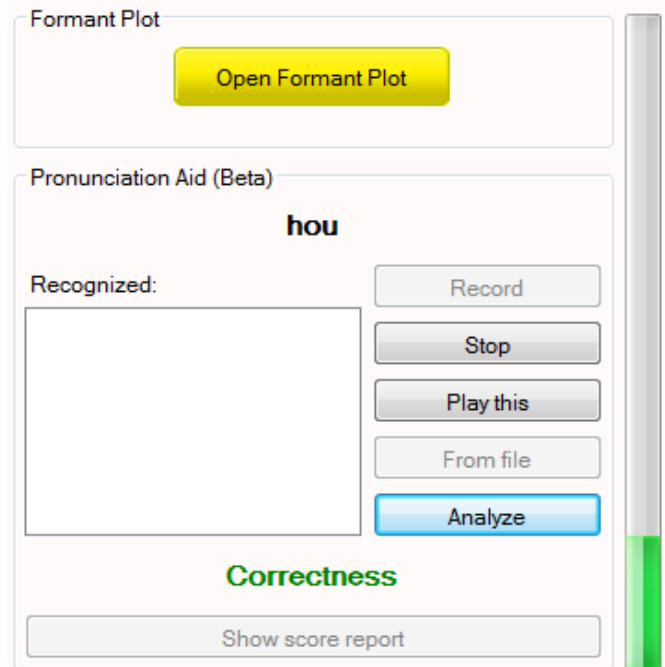 Formant Plot
Open Formant Plot
Pronunciation Aid (Beta)
hou
Recognized:
Record
Stop
Play this
From file
Analyze
Correctness
Show score report